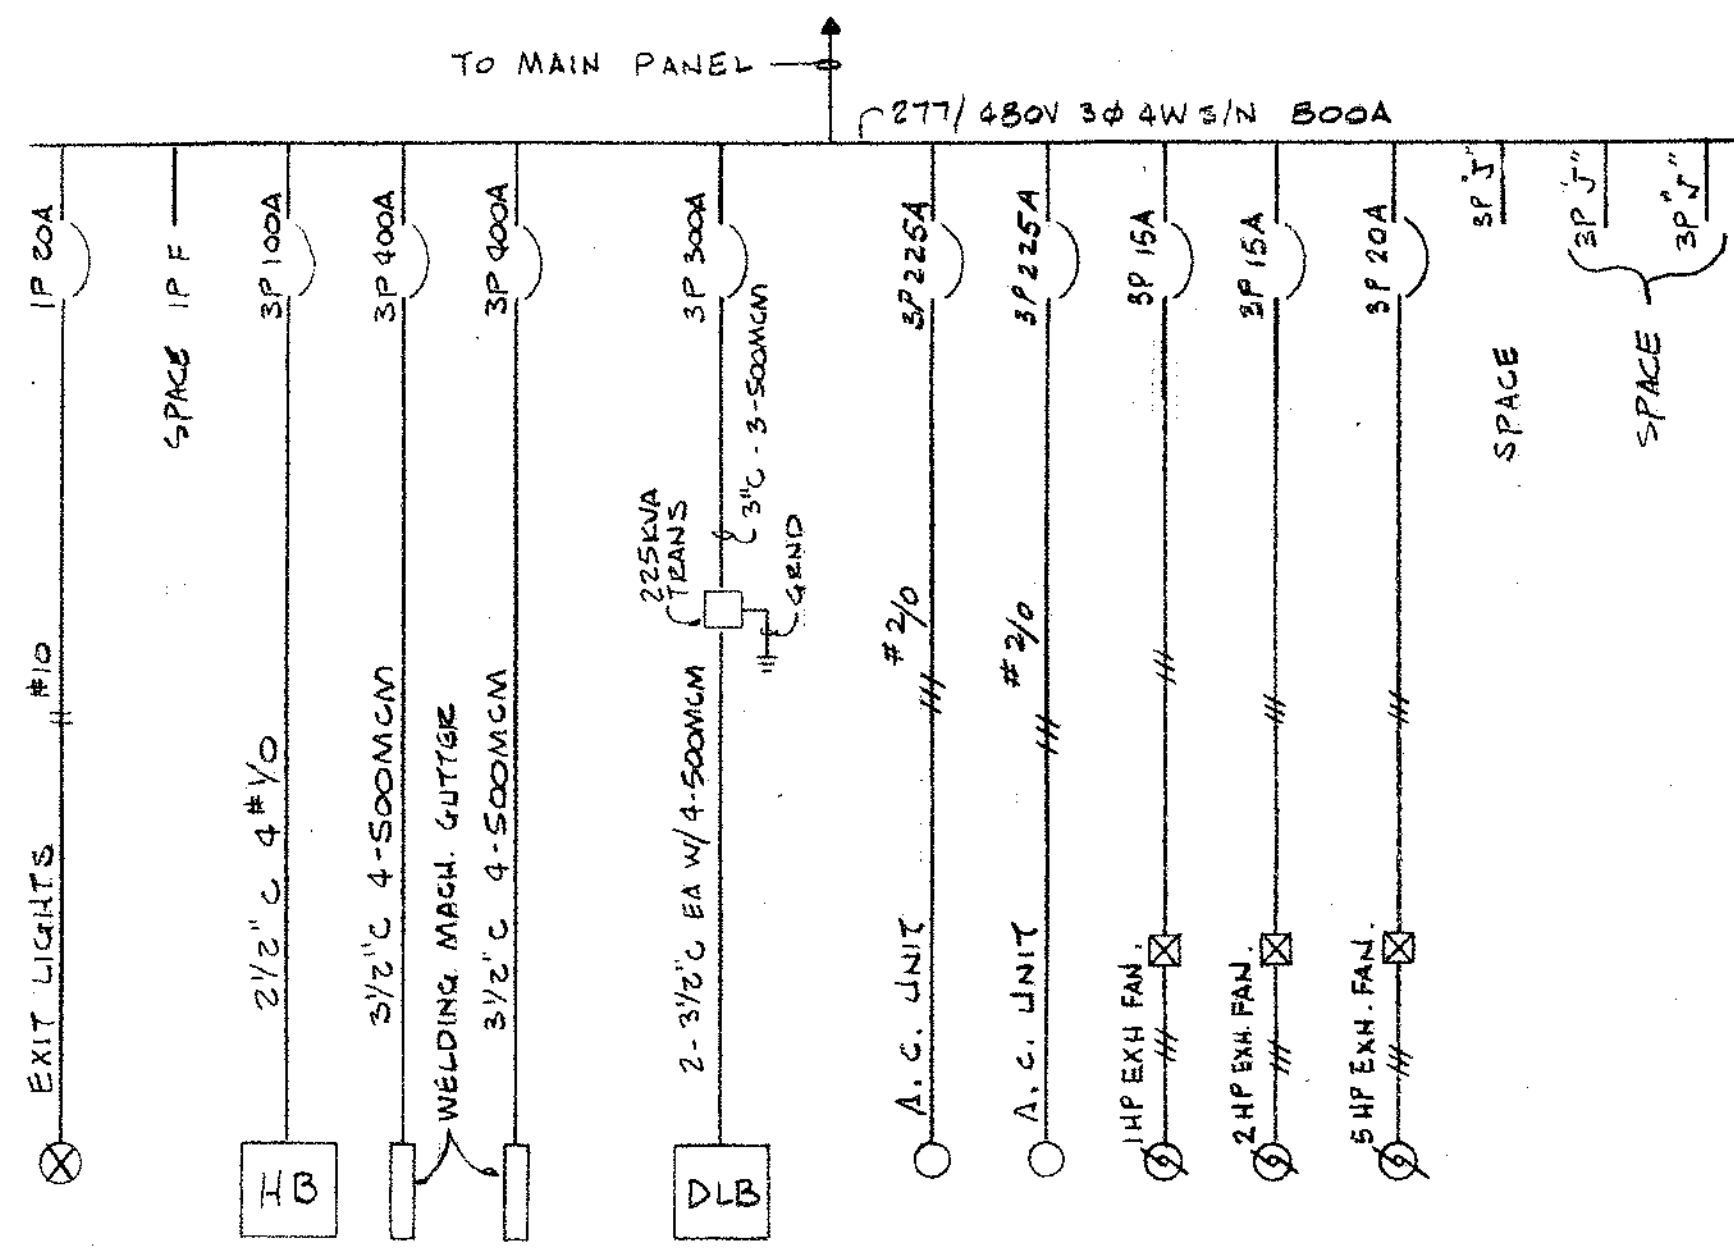 TO MAIN PANEL
277/480V 3Φ 4W S/N 800A
1P 20A
#10
EXIT LIGHTS
1P F
SPACE
3P 100A
2 1/2" C 4 #1/0
HB
3P 400A
3 1/2" C 4-500MCM
WELDING MACH. GUTTER
3P 400A
3 1/2" C 4-500MCM
3P 300A
3"C - 3-500MCM
225KVA
TRANS
GRND
2 - 3 1/2" C EA W/ 4-500MCM
DLB
3P 225A
#2/0
A.C. UNIT
3P 225A
#2/0
A.C. UNIT
3P 15A
1HP EXH FAN.
3P 15A
2 HP EXH. FAN.
3P 20A
5 HP EXH. FAN.
3P "J"
SPACE
3P "J"
3P "J"
SPACE